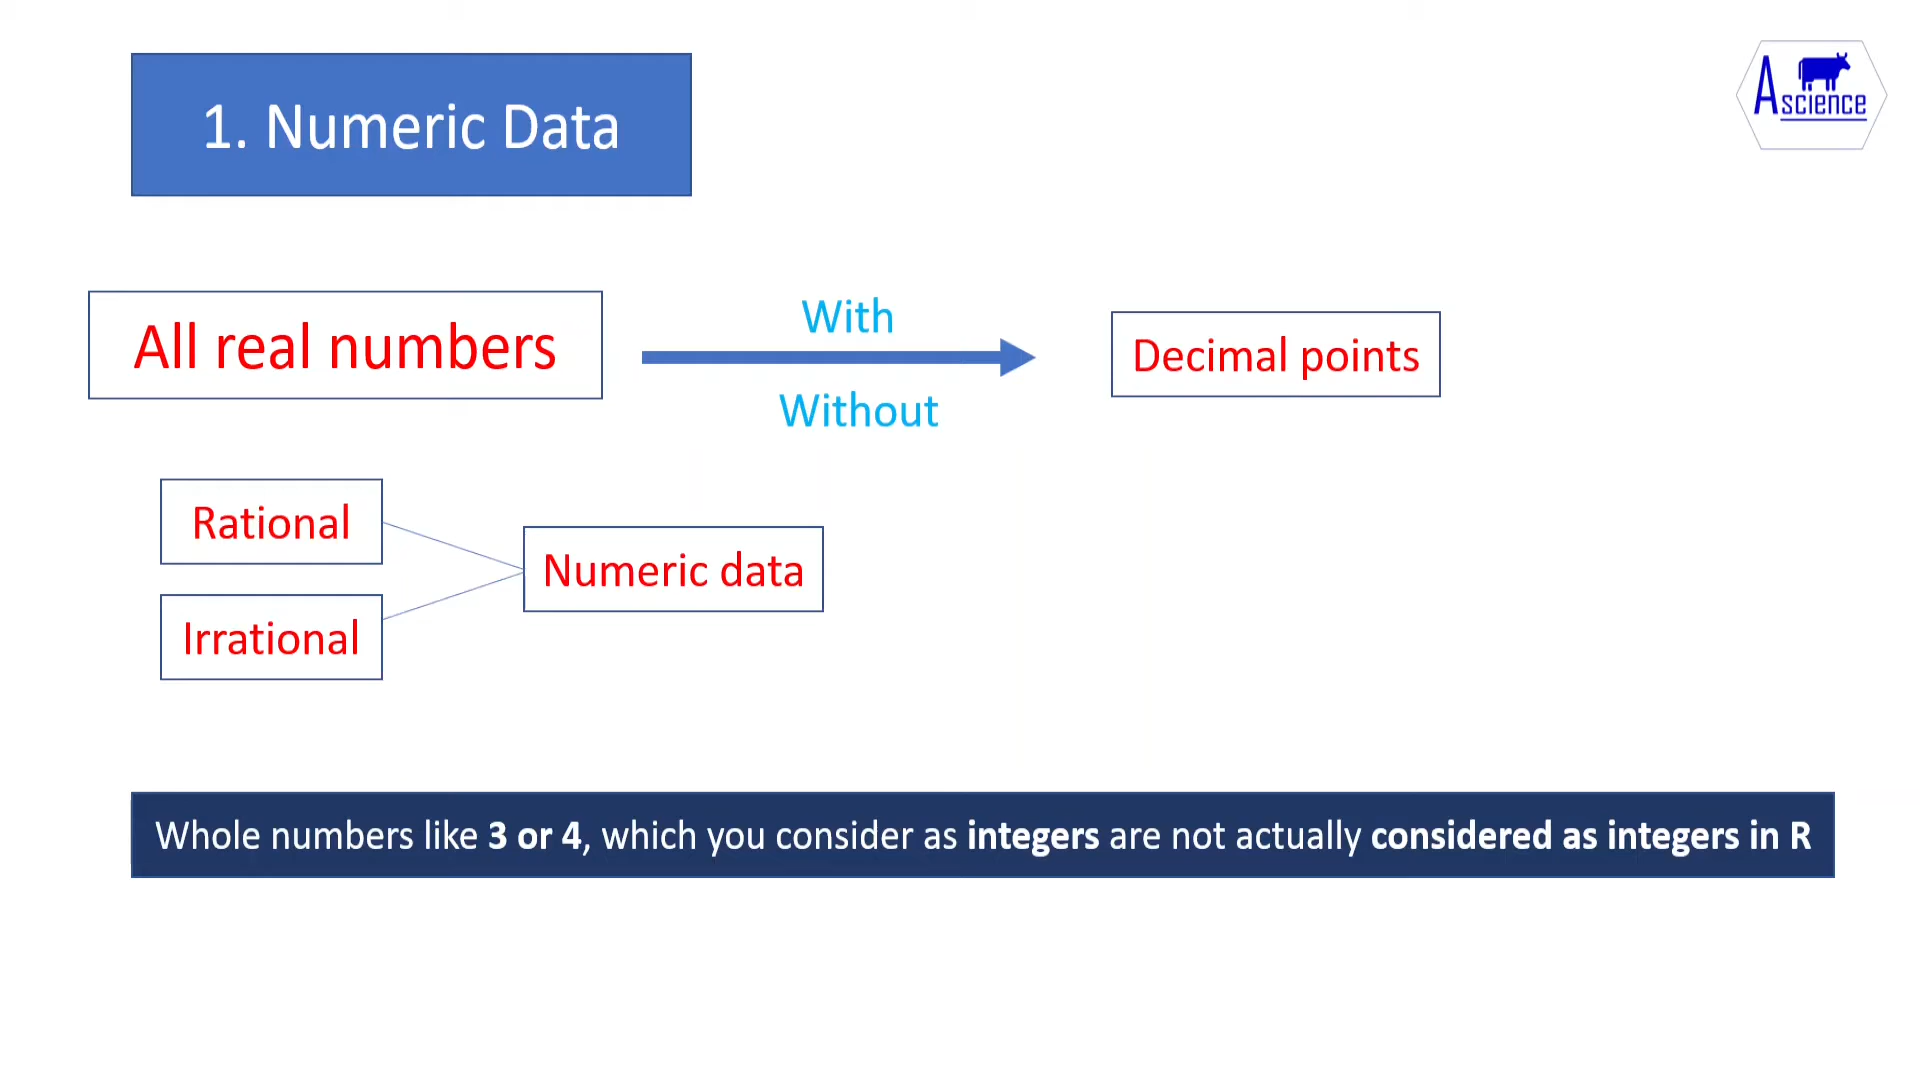 1. Numeric Data
A science
All real numbers
With
Without
Decimal points
Rational
Irrational
Numeric data
Whole numbers like 3 or 4, which you consider as integers are not actually considered as integers in R